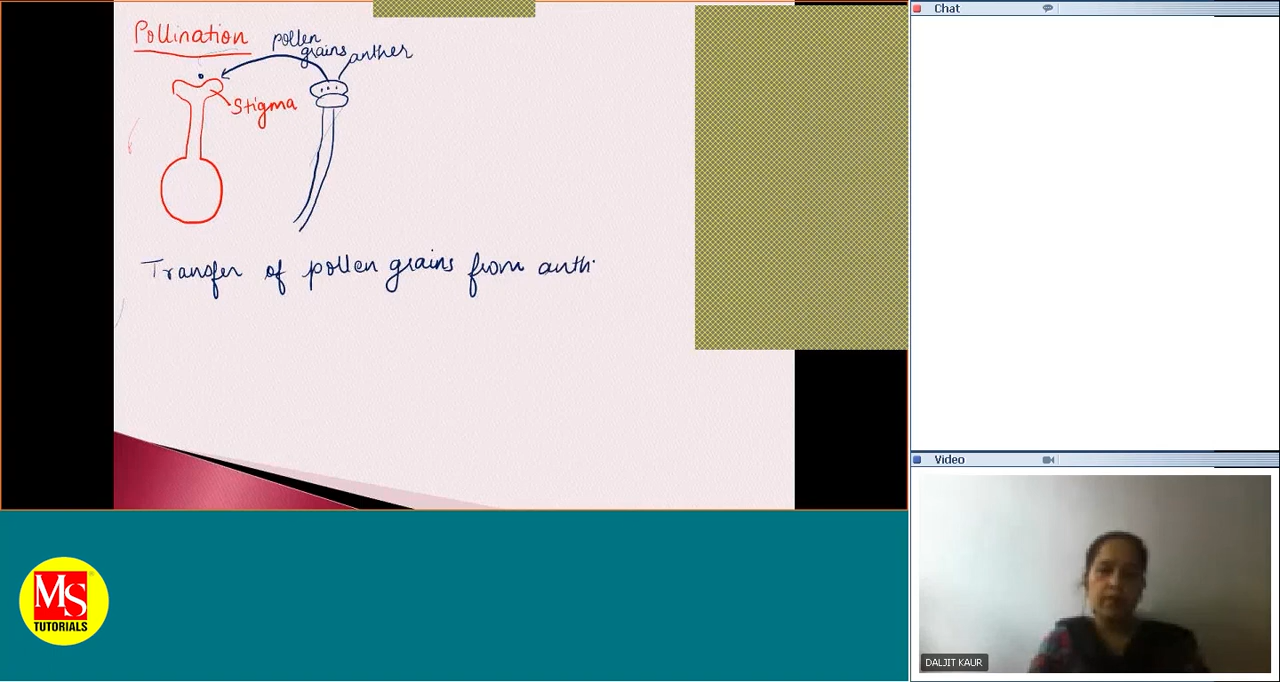 Pollination
pollen
grains
anther
Stigma
Transfer of pollen grains from anth
Chat
Video
MS
TUTORIALS
DALJIT KAUR